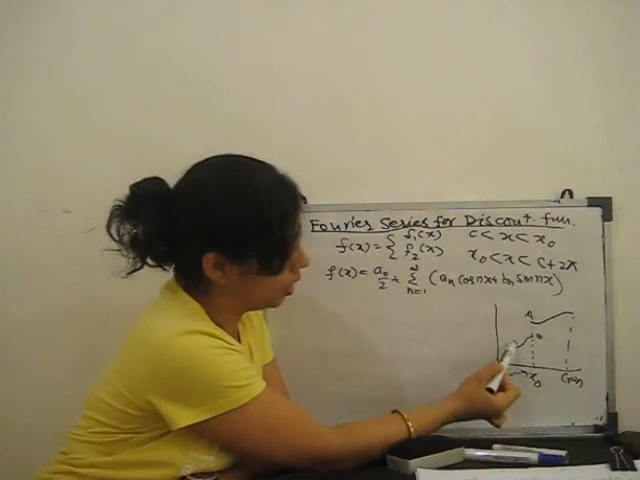 Fourier Series for Discont. fun.
f(x) = { f₁(x) c < x < x₀
f₂(x) x₀ < x < c + 2π
f(x) = a₀/2 + ∑ n=1 ∞ (aₙ cos nx + bₙ sin nx)
A
B
x₀